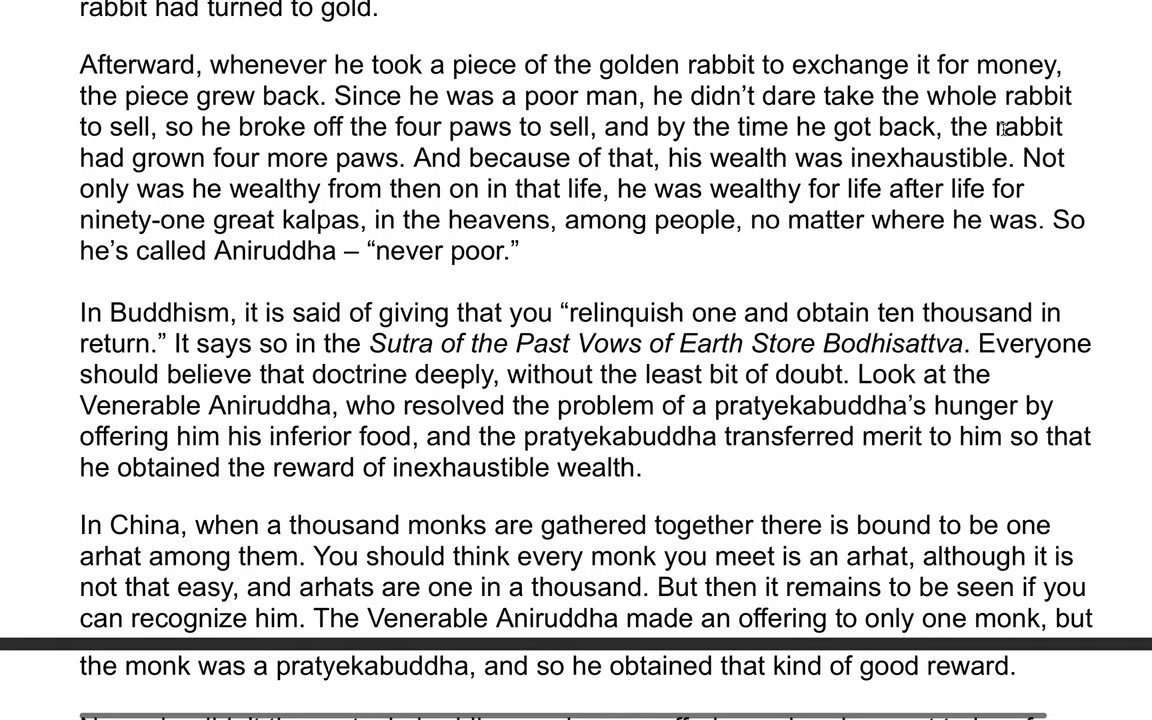 rabbit had turned to gold.
Afterward, whenever he took a piece of the golden rabbit to exchange it for money,
the piece grew back. Since he was a poor man, he didn’t dare take the whole rabbit
to sell, so he broke off the four paws to sell, and by the time he got back, the rabbit
had grown four more paws. And because of that, his wealth was inexhaustible. Not
only was he wealthy from then on in that life, he was wealthy for life after life for
ninety-one great kalpas, in the heavens, among people, no matter where he was. So
he’s called Aniruddha – “never poor.”
In Buddhism, it is said of giving that you “relinquish one and obtain ten thousand in
return.” It says so in the Sutra of the Past Vows of Earth Store Bodhisattva. Everyone
should believe that doctrine deeply, without the least bit of doubt. Look at the
Venerable Aniruddha, who resolved the problem of a pratyekabuddha’s hunger by
offering him his inferior food, and the pratyekabuddha transferred merit to him so that
he obtained the reward of inexhaustible wealth.
In China, when a thousand monks are gathered together there is bound to be one
arhat among them. You should think every monk you meet is an arhat, although it is
not that easy, and arhats are one in a thousand. But then it remains to be seen if you
can recognize him. The Venerable Aniruddha made an offering to only one monk, but
the monk was a pratyekabuddha, and so he obtained that kind of good reward.